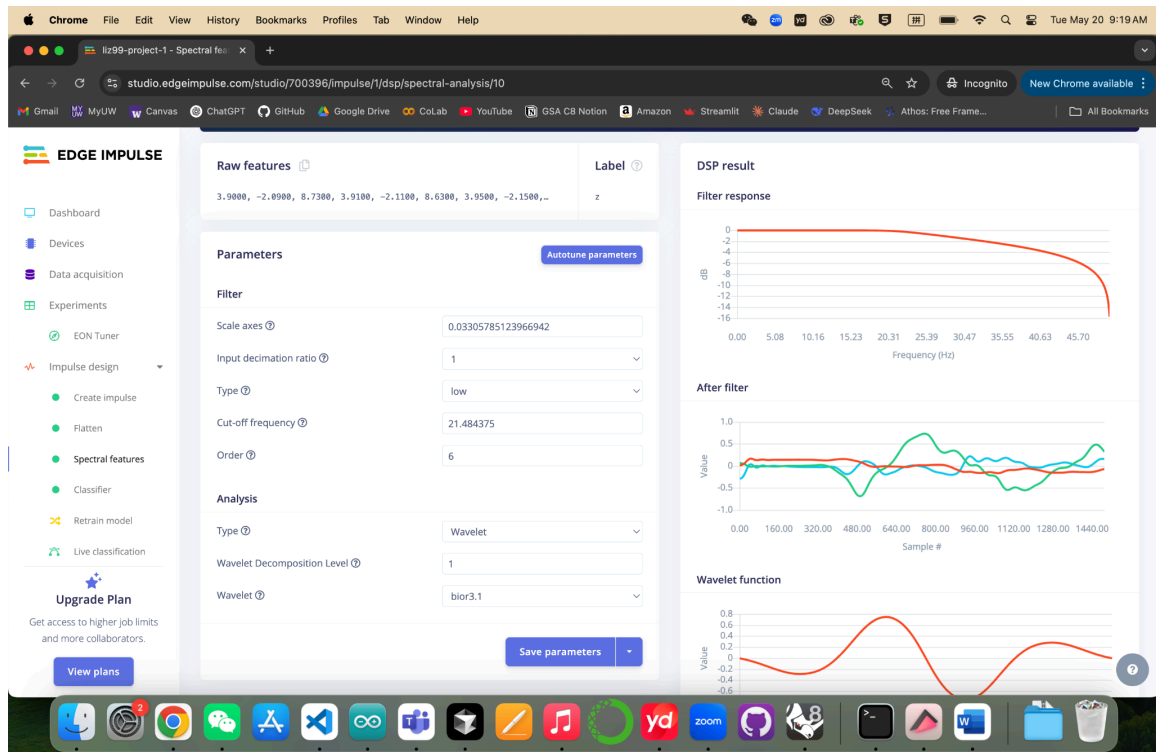 Chrome File Edit View History Bookmarks Profiles Tab Window Help
Tue May 20 9:19 AM
liz99-project-1 - Spectral fea
studio.edgeimpulse.com/studio/700396/impulse/1/dsp/spectral-analysis/10
Incognito
New Chrome available
Gmail MyUW Canvas ChatGPT GitHub Google Drive CoLab YouTube GSA C8 Notion Amazon Streamlit Claude DeepSeek Athos: Free Frame... All Bookmarks
EDGE IMPULSE
Dashboard
Devices
Data acquisition
Experiments
EON Tuner
Impulse design
Create impulse
Flatten
Spectral features
Classifier
Retrain model
Live classification
Upgrade Plan
Get access to higher job limits
and more collaborators.
View plans
Raw features
Label
3.9000, -2.0900, 8.7300, 3.9100, -2.1100, 8.6300, 3.9500, -2.1500,…
z
Parameters
Autotune parameters
Filter
Scale axes
0.03305785123966942
Input decimation ratio
1
Type
low
Cut-off frequency
21.484375
Order
6
Analysis
Type
Wavelet
Wavelet Decomposition Level
1
Wavelet
bior3.1
Save parameters
DSP result
Filter response
0
-2
-4
-6
-8
-10
-12
-14
-16
dB
0.00 5.08 10.16 15.23 20.31 25.39 30.47 35.55 40.63 45.70
Frequency (Hz)
After filter
1.0
0.5
0
-0.5
-1.0
Value
0.00 160.00 320.00 480.00 640.00 800.00 960.00 1120.00 1280.00 1440.00
Sample #
Wavelet function
0.8
0.6
0.4
0.2
0
-0.2
-0.4
-0.6
Value
2
yd
zoom
8
W